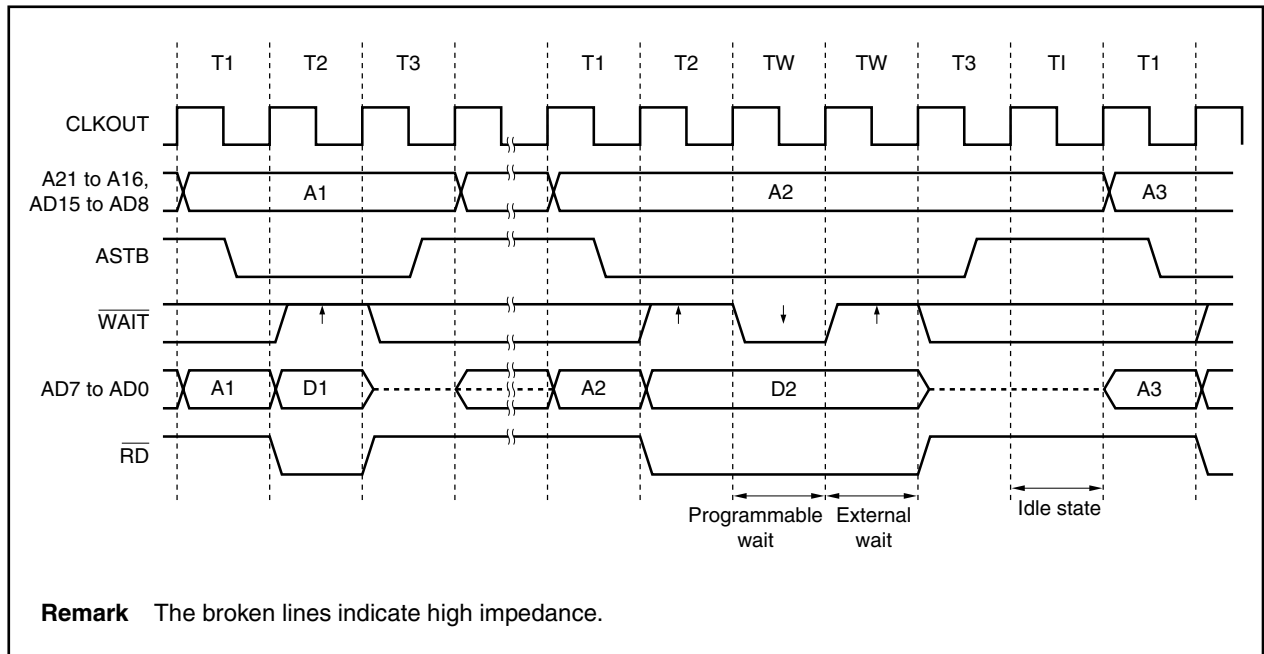 T1 T2 T3 T1 T2 TW TW T3 TI T1
CLKOUT
A21 to A16,
AD15 to AD8
A1 A2 A3
ASTB
WAIT
AD7 to AD0 A1 D1 A2 D2 A3
RD
Programmable
wait
External
wait
Idle state
Remark The broken lines indicate high impedance.